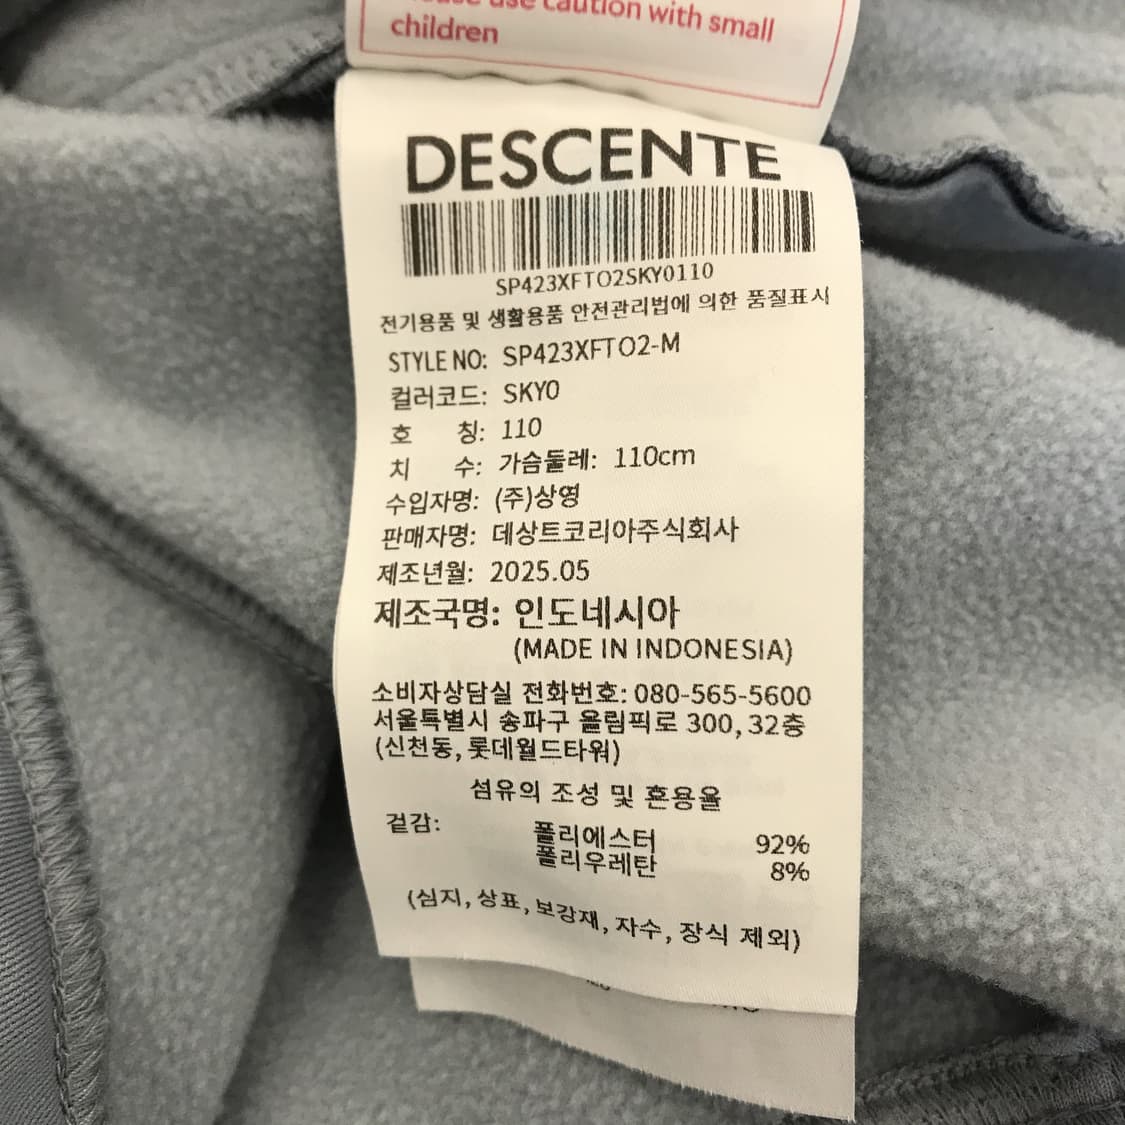 use caution with small
children
DESCENTE
SP423XFTO2SKY0110
전기용품 및 생활용품 안전관리법에 의한 품질표시
STYLE NO: SP423XFTO2-M
컬러코드: SKY0
호 칭: 110
치 수: 가슴둘레: 110cm
수입자명: (주)상영
판매자명: 데상트코리아주식회사
제조년월: 2025.05
제조국명: 인도네시아
(MADE IN INDONESIA)
소비자상담실 전화번호: 080-565-5600
서울특별시 송파구 올림픽로 300, 32층
(신천동, 롯데월드타워)
섬유의 조성 및 혼용율
겉감: 폴리에스터 92%
폴리우레탄 8%
(심지, 상표, 보강재, 자수, 장식 제외)